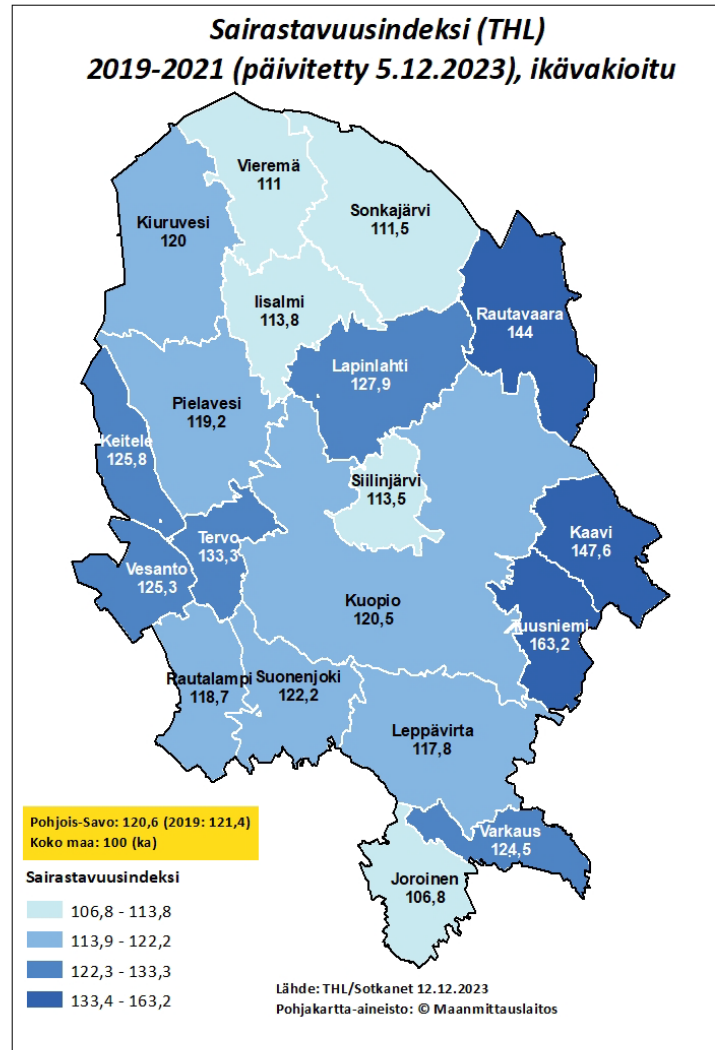 Sairastavuusindeksi (THL)
2019-2021 (päivitetty 5.12.2023), ikävakioitu
Vieremä
111
Sonkajärvi
111,5
Kiuruvesi
120
Iisalmi
113,8
Rautavaara
144
Lapinlahti
127,9
Pielavesi
119,2
Keitele
125,8
Siilinjärvi
113,5
Tervo
133,3
Kaavi
147,6
Vesanto
125,3
Kuopio
120,5
Tuusniemi
163,2
Rautalampi
118,7
Suonenjoki
122,2
Leppävirta
117,8
Varkaus
124,5
Joroinen
106,8
Pohjois-Savo: 120,6 (2019: 121,4)
Koko maa: 100 (ka)
Sairastavuusindeksi
106,8 - 113,8
113,9 - 122,2
122,3 - 133,3
133,4 - 163,2
Lähde: THL/Sotkanet 12.12.2023
Pohjakartta-aineisto: © Maanmittauslaitos